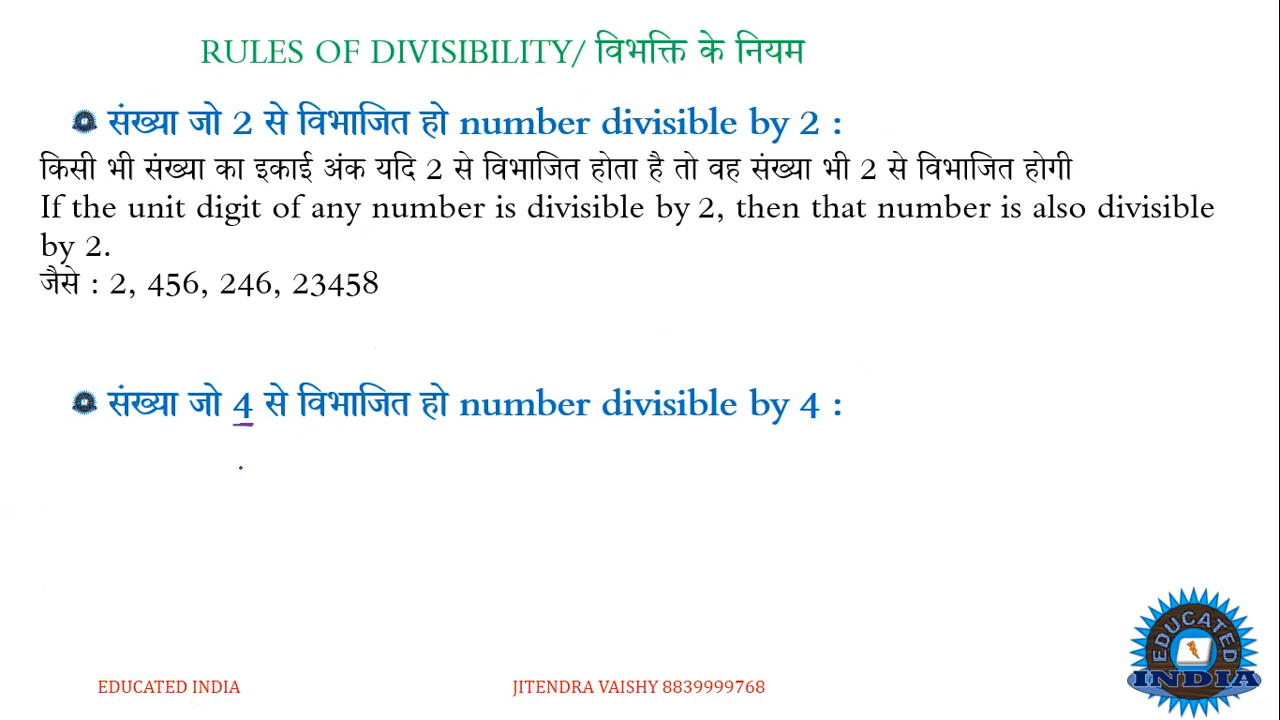 RULES OF DIVISIBILITY/ विभक्ति के नियम
संख्या जो 2 से विभाजित हो number divisible by 2 :
किसी भी संख्या का इकाई अंक यदि 2 से विभाजित होता है तो वह संख्या भी 2 से विभाजित होगी
If the unit digit of any number is divisible by 2, then that number is also divisible
by 2.
जैसे : 2, 456, 246, 23458
संख्या जो 4 से विभाजित हो number divisible by 4 :
EDUCATED
INDIA
EDUCATED INDIA
JITENDRA VAISHY 8839999768